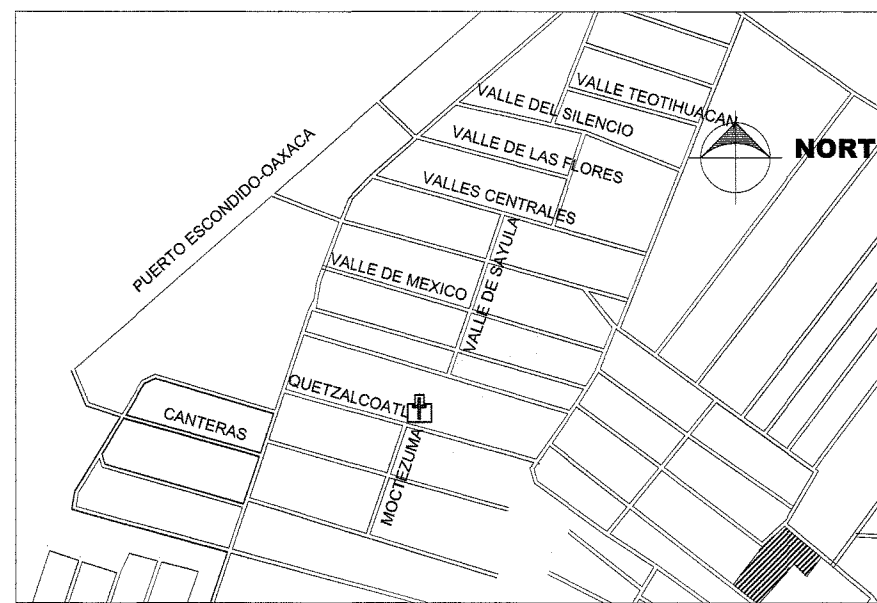 VALLE TEOTIHUACAN
VALLE DEL SILENCIO
VALLE DE LAS FLORES
NORT
PUERTO ESCONDIDO-OAXACA
VALLES CENTRALES
VALLE DE SAYULA
VALLE DE MEXICO
QUETZALCOATL
CANTERAS
MOCTEZUMA